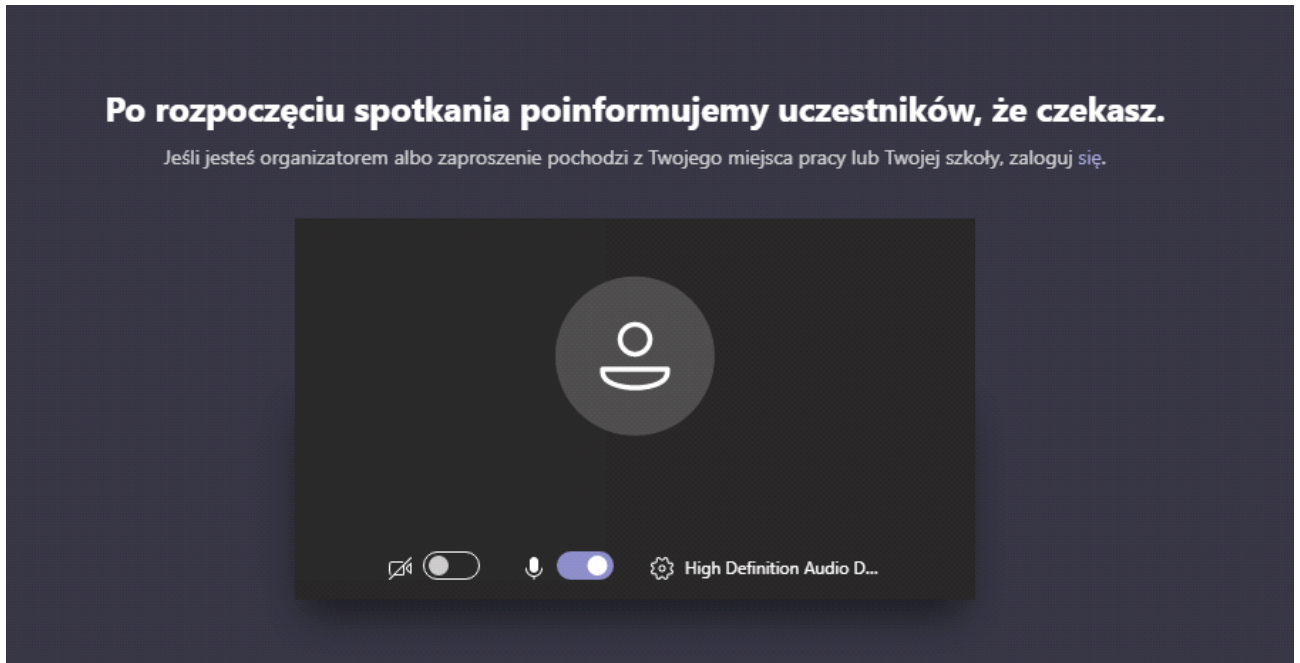 Po rozpoczęciu spotkania poinformujemy uczestników, że czekasz.
Jeśli jesteś organizatorem albo zaproszenie pochodzi z Twojego miejsca pracy lub Twojej szkoły, zaloguj się.
High Definition Audio D...